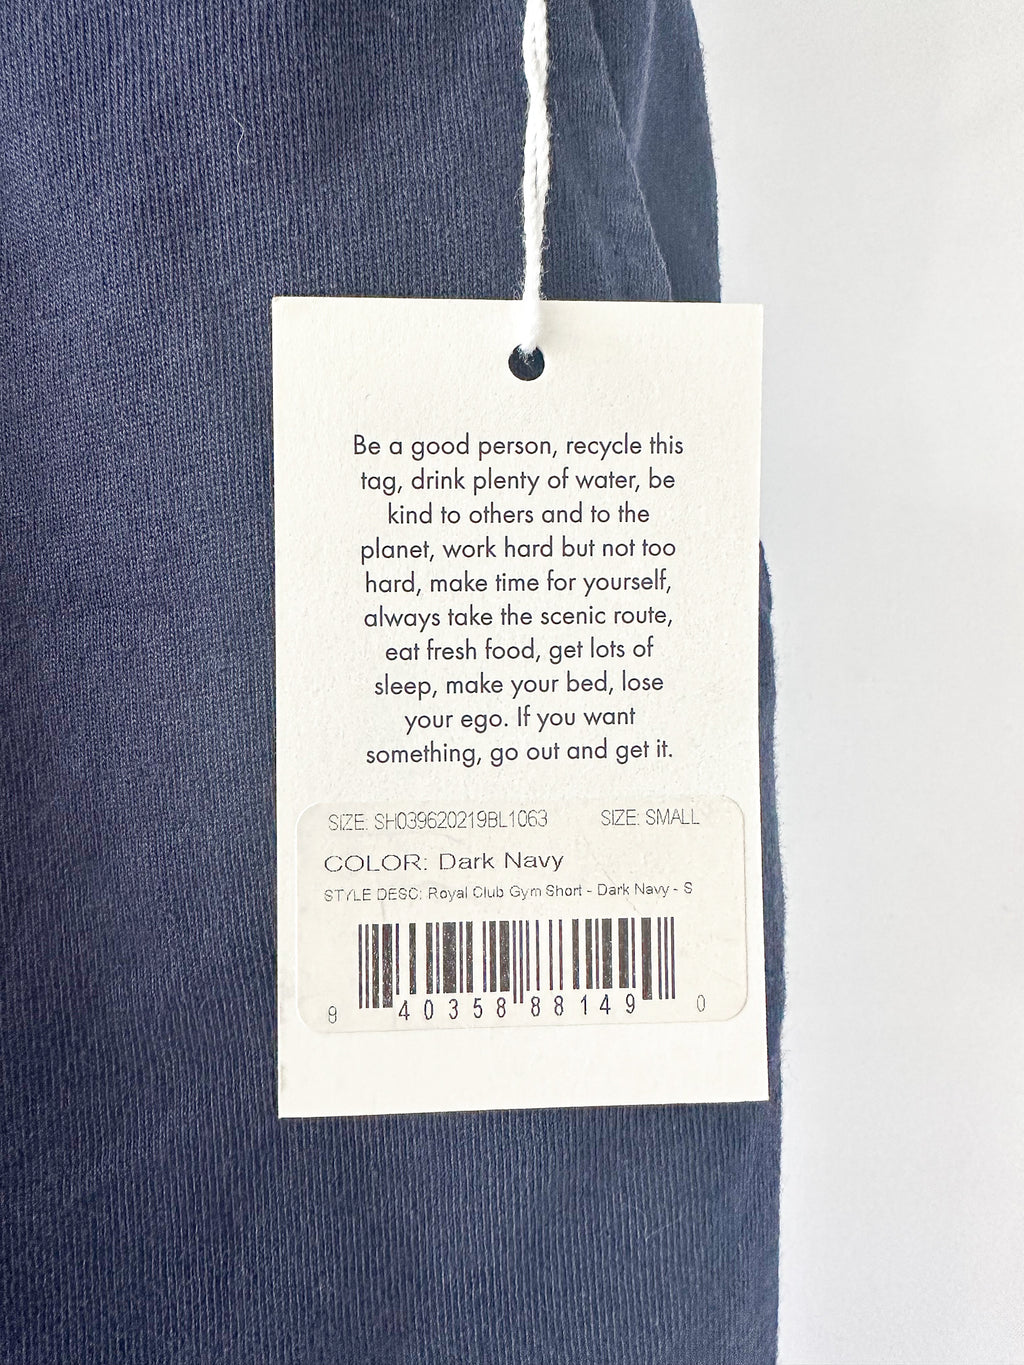 Be a good person, recycle this
tag, drink plenty of water, be
kind to others and to the
planet, work hard but not too
hard, make time for yourself,
always take the scenic route,
eat fresh food, get lots of
sleep, make your bed, lose
your ego. If you want
something, go out and get it.
SIZE: SH039620219BL1063 SIZE: SMALL
COLOR: Dark Navy
STYLE DESC: Royal Club Gym Short - Dark Navy - S
40358 88149 0